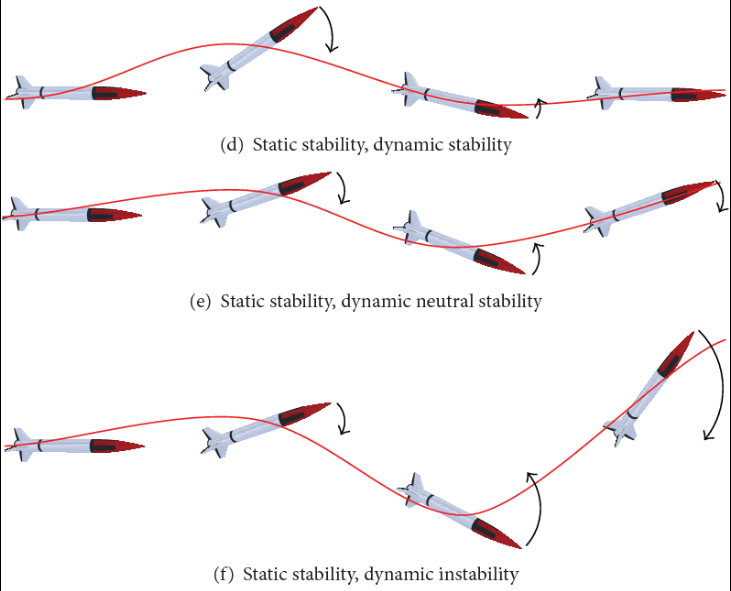 (d) Static stability, dynamic stability
(e) Static stability, dynamic neutral stability
(f) Static stability, dynamic instability